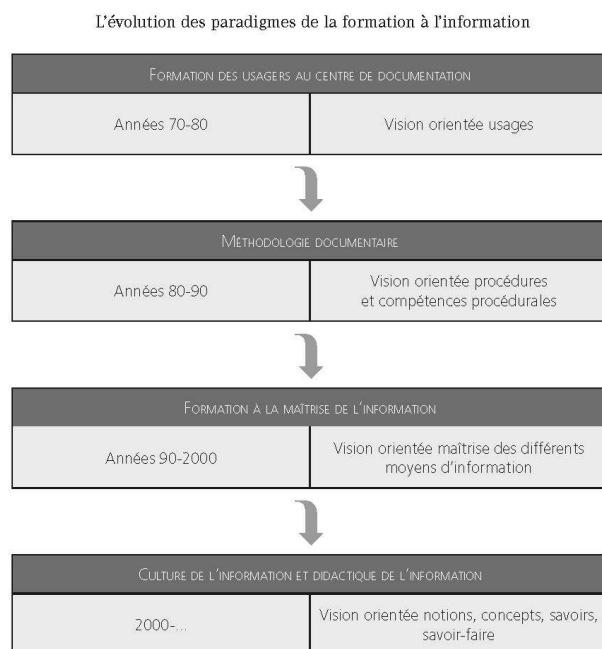 L'évolution des paradigmes de la formation à l'information
Formation des usagers au centre de documentation
Années 70-80
Vision orientée usages
Méthodologie documentaire
Années 80-90
Vision orientée procédures
et compétences procédurales
Formation à la maîtrise de l'information
Années 90-2000
Vision orientée maîtrise des différents
moyens d'information
Culture de l'information et didactique de l'information
2000-...
Vision orientée notions, concepts, savoirs,
savoir-faire